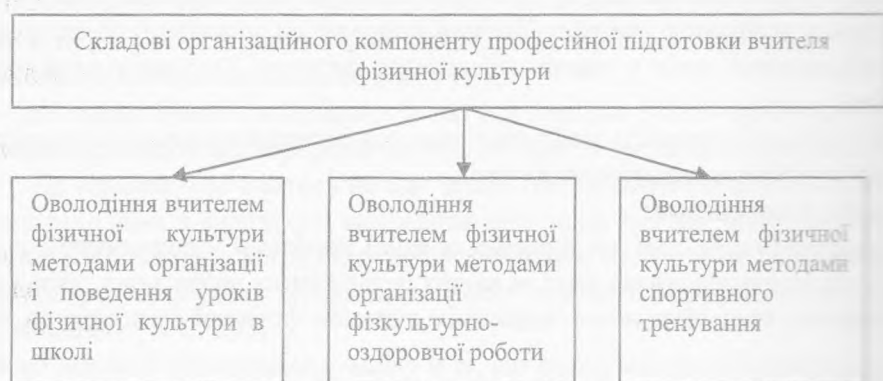 Складові організаційного компоненту професійної підготовки вчителя
фізичної культури
Оволодіння вчителем
фізичної культури
методами організації
і поведення уроків
фізичної культури в
школі
Оволодіння
вчителем фізичної
культури методами
організації
фізкультурно-
оздоровчої роботи
Оволодіння
вчителем фізичної
культури методами
спортивного
тренування